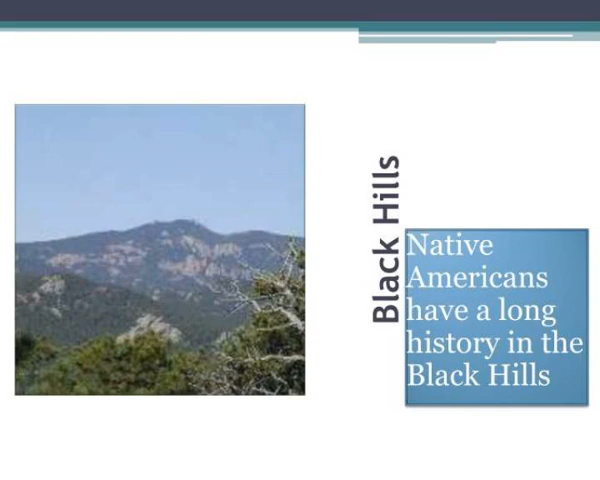 Black Hills
Native
Americans
have a long
history in the
Black Hills